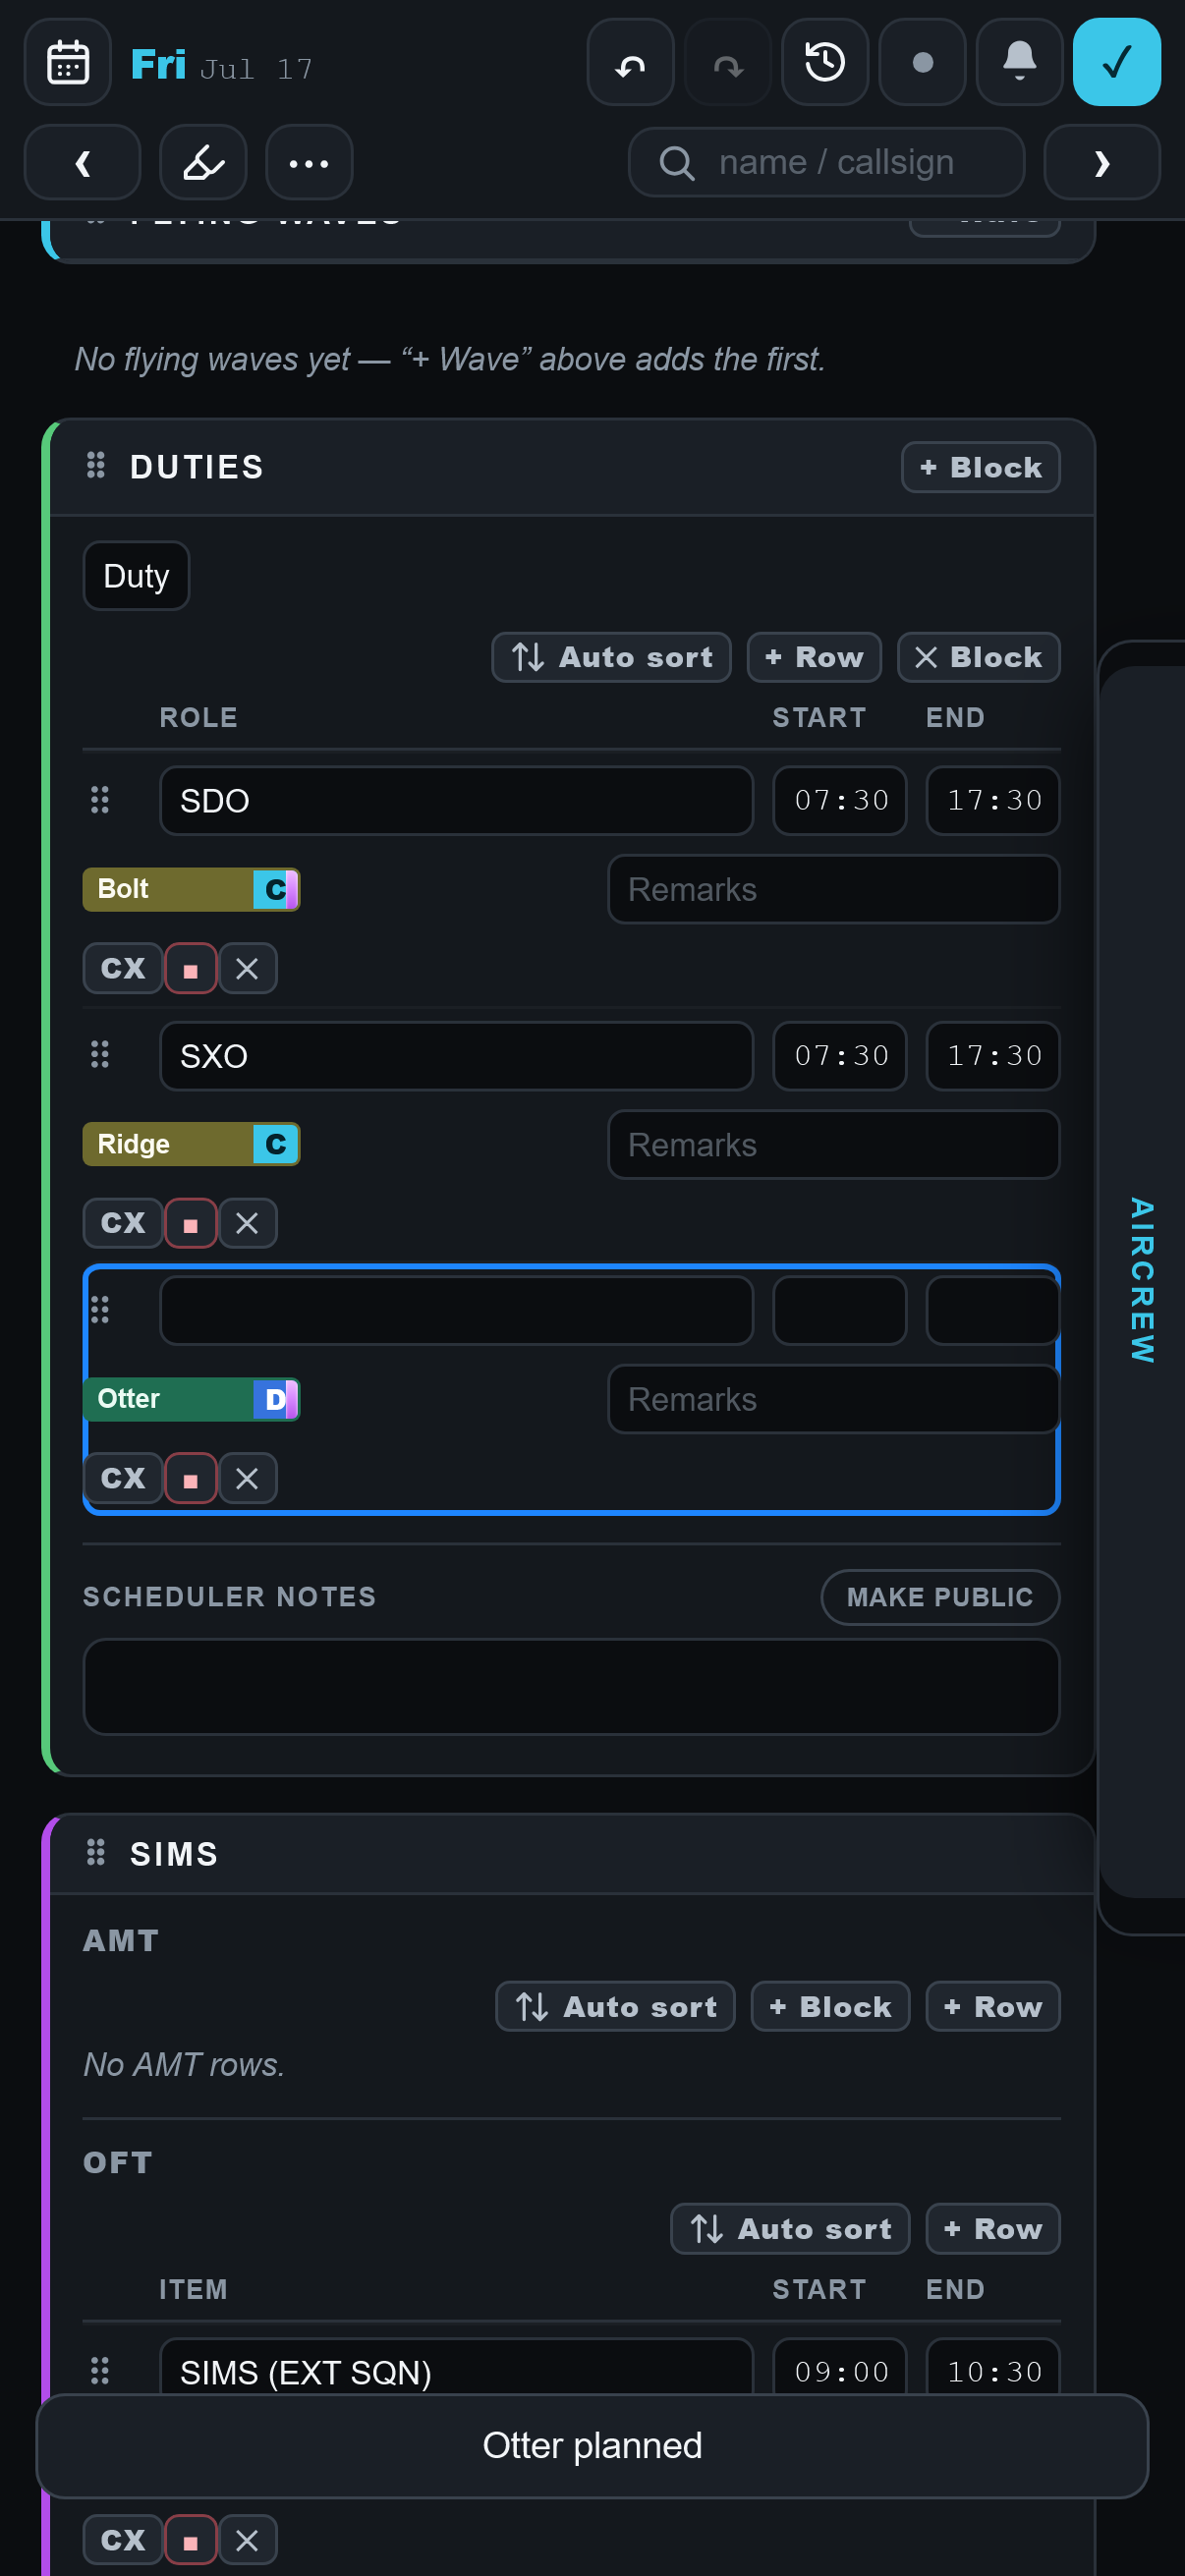 Fri Jul 17
name / callsign
FLYING WAVES
No flying waves yet — “+ Wave” above adds the first.
DUTIES
+ Block
Duty
Auto sort
+ Row
× Block
ROLE START END
SDO 07:30 17:30
Bolt C
Remarks
CX
SXO 07:30 17:30
Ridge C
Remarks
CX
Otter D
Remarks
CX
SCHEDULER NOTES
MAKE PUBLIC
AIRCREW
SIMS
AMT
Auto sort
+ Block
+ Row
No AMT rows.
OFT
Auto sort
+ Row
ITEM START END
SIMS (EXT SQN) 09:00 10:30
Otter planned
CX